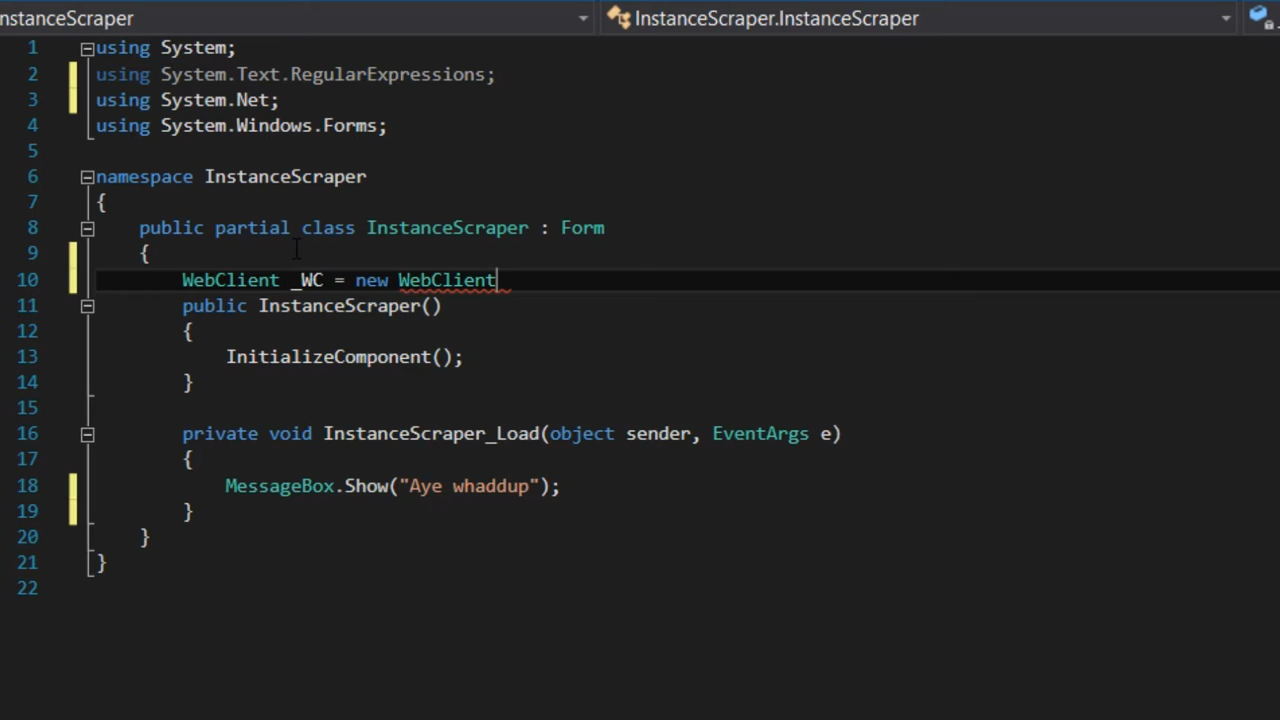 nstanceScraper InstanceScraper.InstanceScraper
1 using System;
2 using System.Text.RegularExpressions;
3 using System.Net;
4 using System.Windows.Forms;
5
6 namespace InstanceScraper
7 {
8 public partial class InstanceScraper : Form
9 {
10 WebClient _WC = new WebClient
11 public InstanceScraper()
12 {
13 InitializeComponent();
14 }
15
16 private void InstanceScraper_Load(object sender, EventArgs e)
17 {
18 MessageBox.Show("Aye whaddup");
19 }
20 }
21 }
22